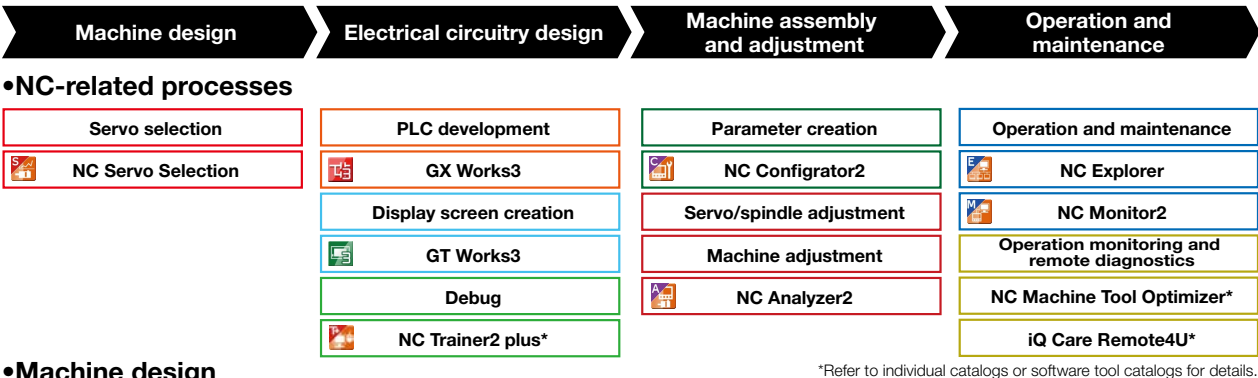 Machine design
Electrical circuitry design
Machine assembly
and adjustment
Operation and
maintenance
•NC-related processes
Servo selection
NC Servo Selection
PLC development
GX Works3
Display screen creation
GT Works3
Debug
NC Trainer2 plus*
Parameter creation
NC Configrator2
Servo/spindle adjustment
Machine adjustment
NC Analyzer2
Operation and maintenance
NC Explorer
NC Monitor2
Operation monitoring and
remote diagnostics
NC Machine Tool Optimizer*
iQ Care Remote4U*
*Refer to individual catalogs or software tool catalogs for details.
•Machine design